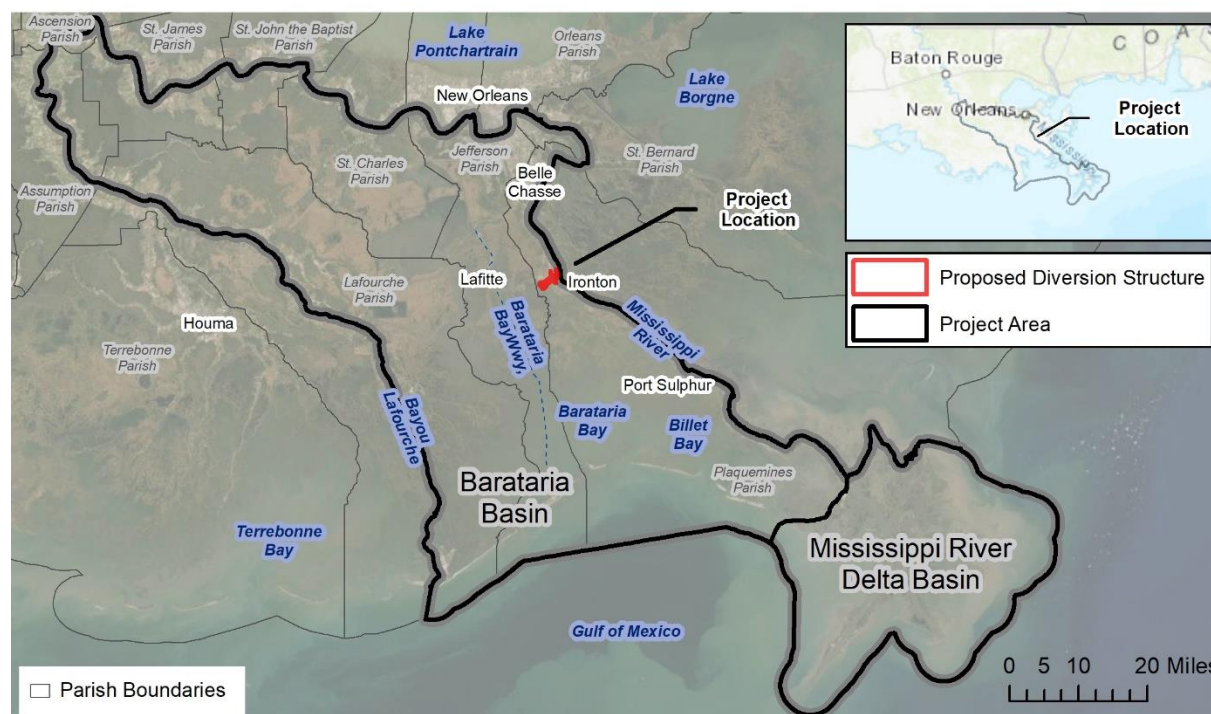 Ascension
Parish
St. James
Parish
St. John the Baptist
Parish
Lake
Pontchartrain
Orleans
Parish
Lake
Borgne
New Orleans
St. Charles
Parish
Jefferson
Parish
St. Bernard
Parish
Belle
Chasse
Assumption
Parish
Project
Location
Lafourche
Parish
Lafitte
Ironton
Houma
Terrebonne
Parish
Barataria
BayWwy,
Mississippi
River
Port Sulphur
Bayou
Lafourche
Barataria
Bay
Billet
Bay
Plaquemines
Parish
Barataria
Basin
Terrebonne
Bay
Mississippi River
Delta Basin
Gulf of Mexico
0 5 10 20 Miles
Parish Boundaries
C O A S
Baton Rouge
New Orleans
Project
Location
Mississippi
Proposed Diversion Structure
Project Area